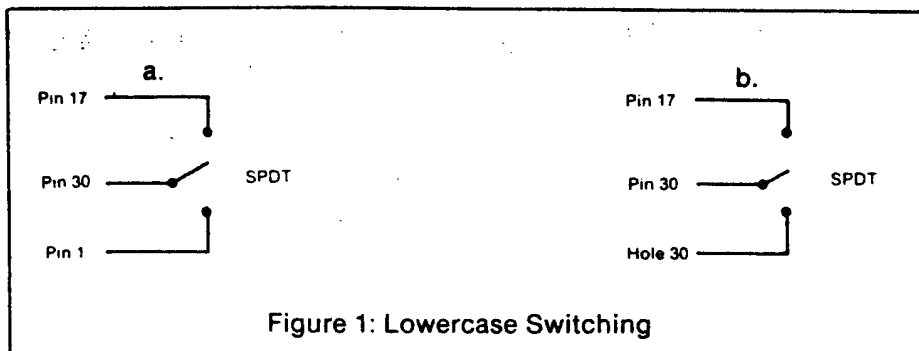 a.
Pin 17
Pin 30
SPDT
Pin 1
b.
Pin 17
Pin 30
SPDT
Hole 30
Figure 1: Lowercase Switching